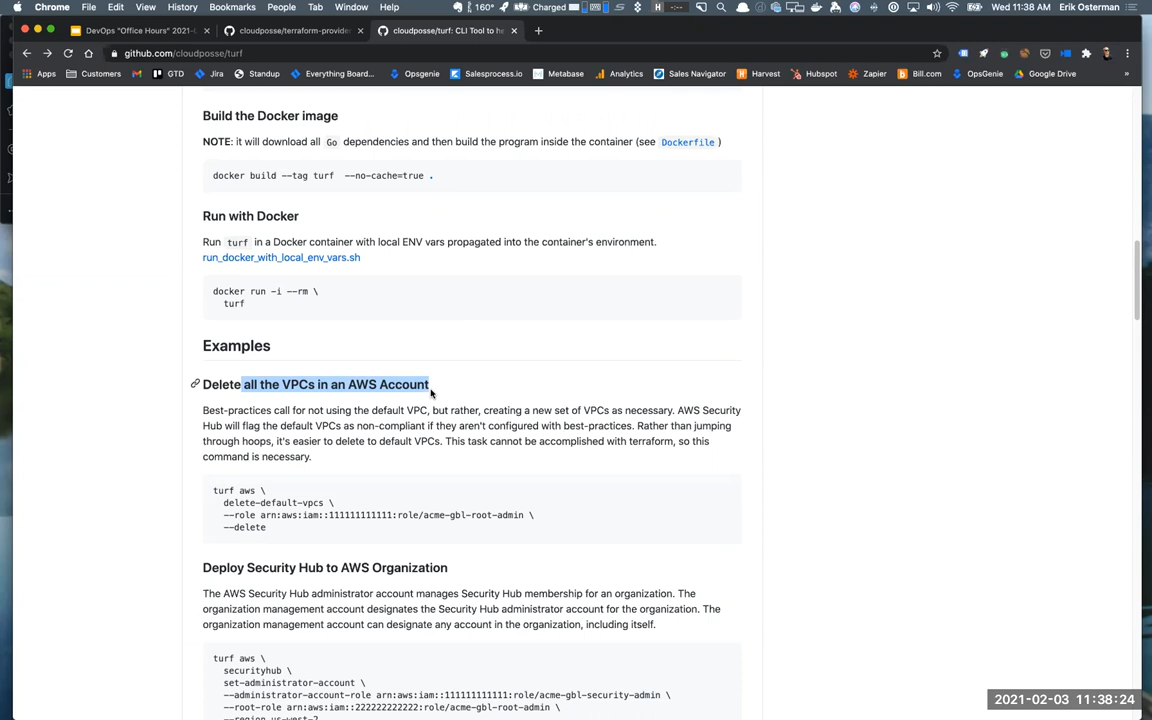 Chrome File Edit View History Bookmarks People Tab Window Help 160° Charged Wed 11:38 AM Erik Osterman
DevOps "Office Hours" 2021- cloudposse/terraform-provider cloudposse/turf: CLI Tool to he
github.com/cloudposse/turf
Apps Customers GTD Jira Standup Everything Board... Opsgenie Salesprocess.io Metabase Analytics Sales Navigator Harvest Hubspot Zapier Bill.com OpsGenie Google Drive »
Build the Docker image
NOTE: it will download all Go dependencies and then build the program inside the container (see Dockerfile )
docker build --tag turf --no-cache=true .
Run with Docker
Run turf in a Docker container with local ENV vars propagated into the container's environment.
run_docker_with_local_env_vars.sh
docker run -i --rm \
turf
Examples
Delete all the VPCs in an AWS Account
Best-practices call for not using the default VPC, but rather, creating a new set of VPCs as necessary. AWS Security
Hub will flag the default VPCs as non-compliant if they aren't configured with best-practices. Rather than jumping
through hoops, it's easier to delete to default VPCs. This task cannot be accomplished with terraform, so this
command is necessary.
turf aws \
delete-default-vpcs \
--role arn:aws:iam::111111111111:role/acme-gbl-root-admin \
--delete
Deploy Security Hub to AWS Organization
The AWS Security Hub administrator account manages Security Hub membership for an organization. The
organization management account designates the Security Hub administrator account for the organization. The
organization management account can designate any account in the organization, including itself.
turf aws \
securityhub \
set-administrator-account \
--administrator-account-role arn:aws:iam::111111111111:role/acme-gbl-security-admin \
--root-role arn:aws:iam::222222222222:role/acme-gbl-root-admin \
--region us-west-2
2021-02-03 11:38:24